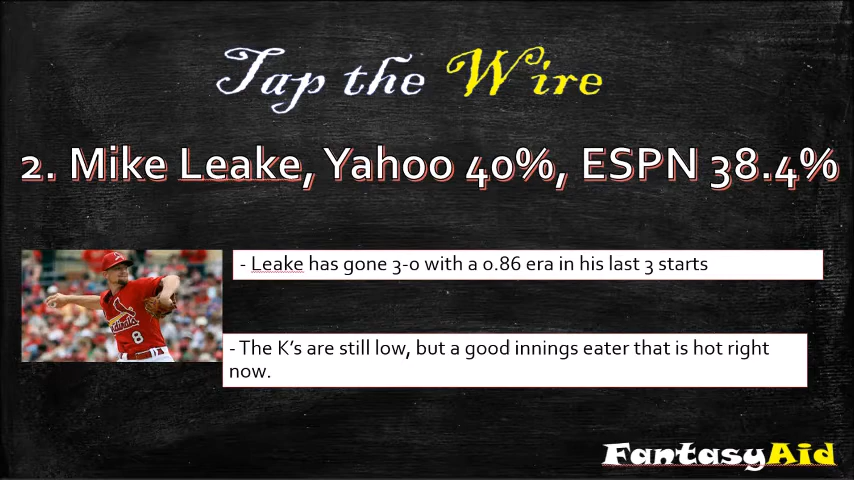 Tap the Wire
2. Mike Leake, Yahoo 40%, ESPN 38.4%
- Leake has gone 3-0 with a 0.86 era in his last 3 starts
Cardinals
8
- The K's are still low, but a good innings eater that is hot right
now.
FantasyAid